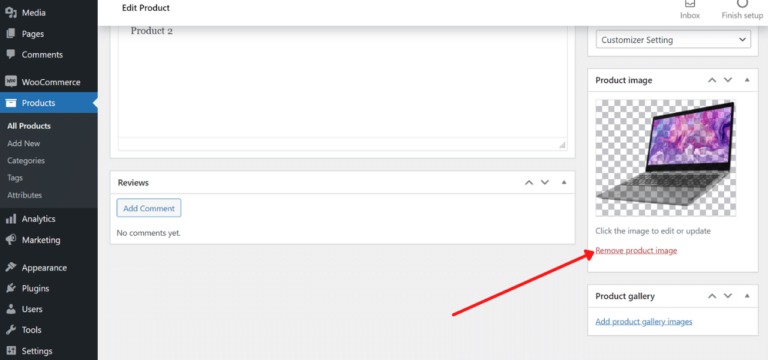 Media
Pages
Comments
WooCommerce
Products
All Products
Add New
Categories
Tags
Attributes
Analytics
Marketing
Appearance
Plugins
Users
Tools
Settings
Edit Product
Inbox
Finish setup
Product 2
Reviews
Add Comment
No comments yet.
Customizer Setting
Product image
Click the image to edit or update
Remove product image
Product gallery
Add product gallery images